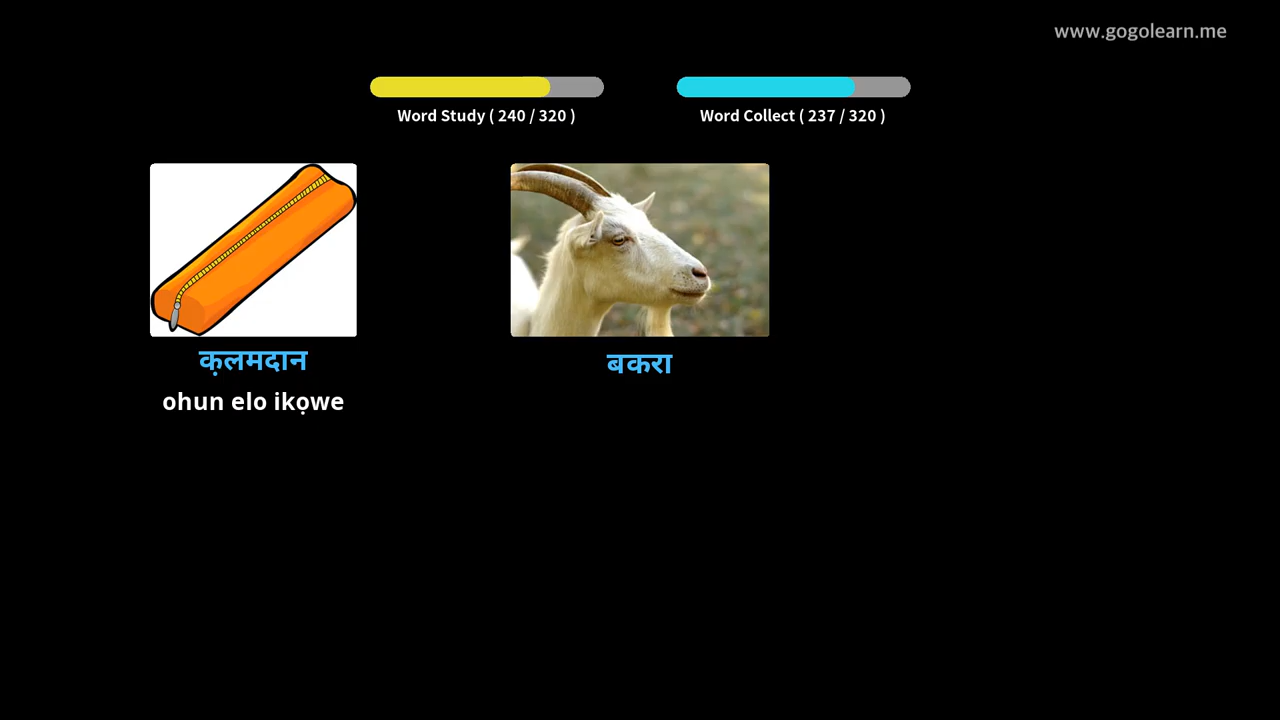 www.gogolearn.me
Word Study ( 240 / 320 )
Word Collect ( 237 / 320 )
क़लमदान
ohun elo ikọwe
बकरा